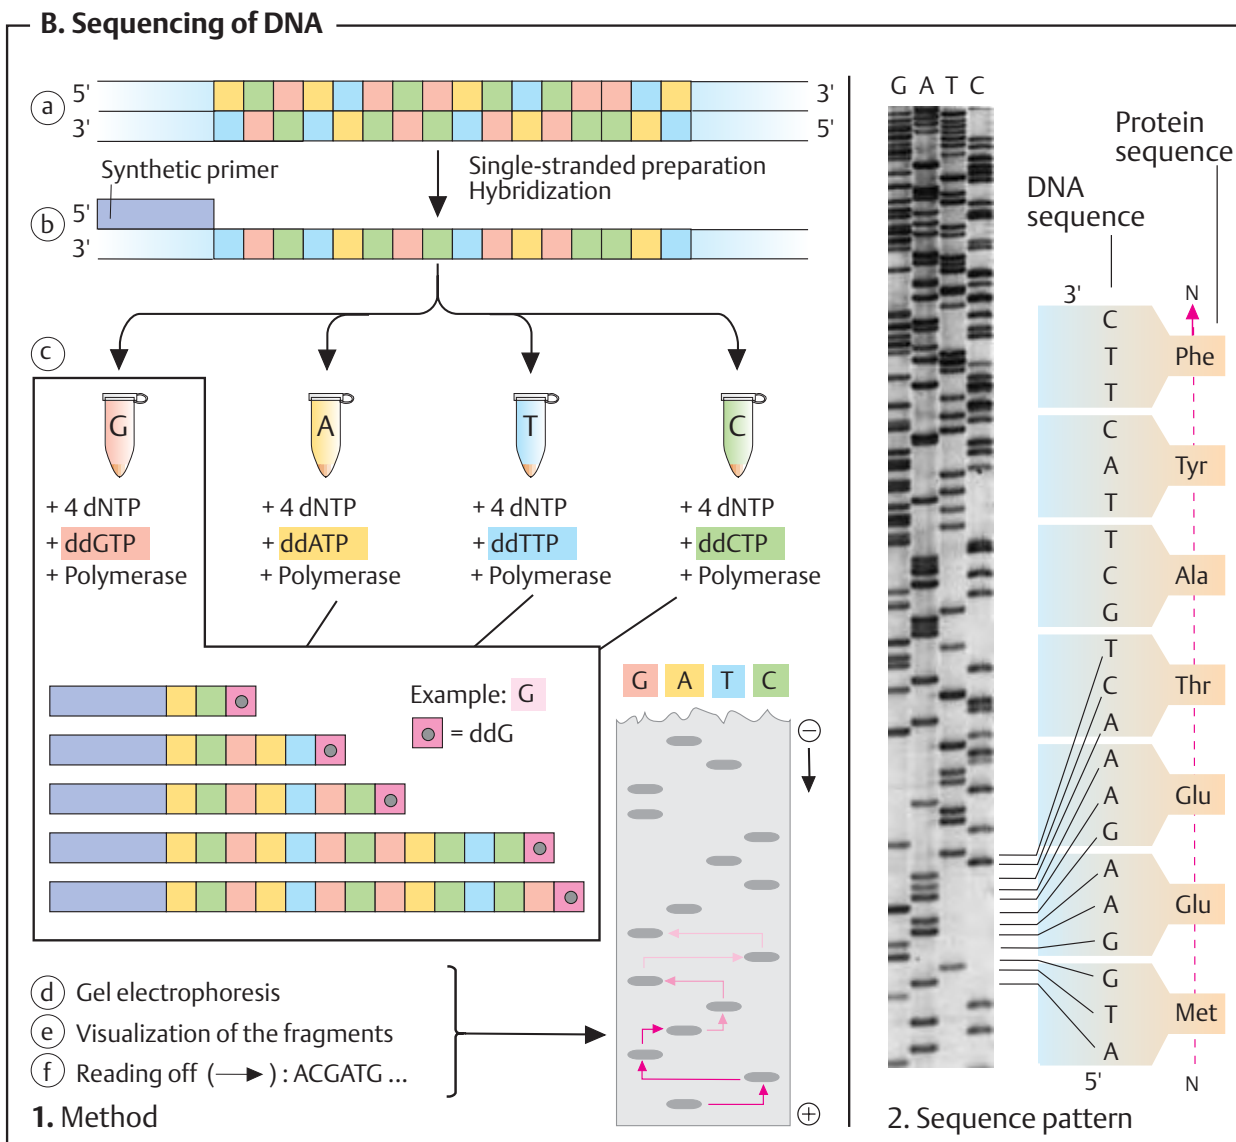 B. Sequencing of DNA
a
5'
3'
3'
5'
Synthetic primer
Single-stranded preparation
Hybridization
b
5'
3'
c
G
A
T
C
+ 4 dNTP
+ ddGTP
+ Polymerase
+ 4 dNTP
+ ddATP
+ Polymerase
+ 4 dNTP
+ ddTTP
+ Polymerase
+ 4 dNTP
+ ddCTP
+ Polymerase
Example: G
= ddG
G A T C
−
+
d Gel electrophoresis
e Visualization of the fragments
f Reading off ( ) : ACGATG ...
1. Method
G A T C
Protein
sequence
DNA
sequence
3'
N
C
T
T
Phe
C
A
T
Tyr
T
C
G
Ala
T
C
A
Thr
A
A
G
Glu
A
A
G
Glu
G
T
A
Met
5'
N
2. Sequence pattern